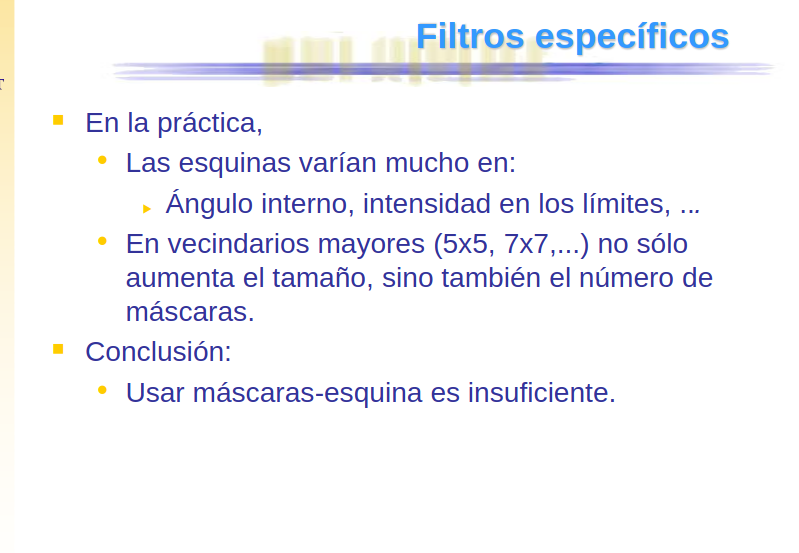 Filtros específicos
En la práctica,
Las esquinas varían mucho en:
Ángulo interno, intensidad en los límites, ...
En vecindarios mayores (5x5, 7x7,...) no sólo
aumenta el tamaño, sino también el número de
máscaras.
Conclusión:
Usar máscaras-esquina es insuficiente.